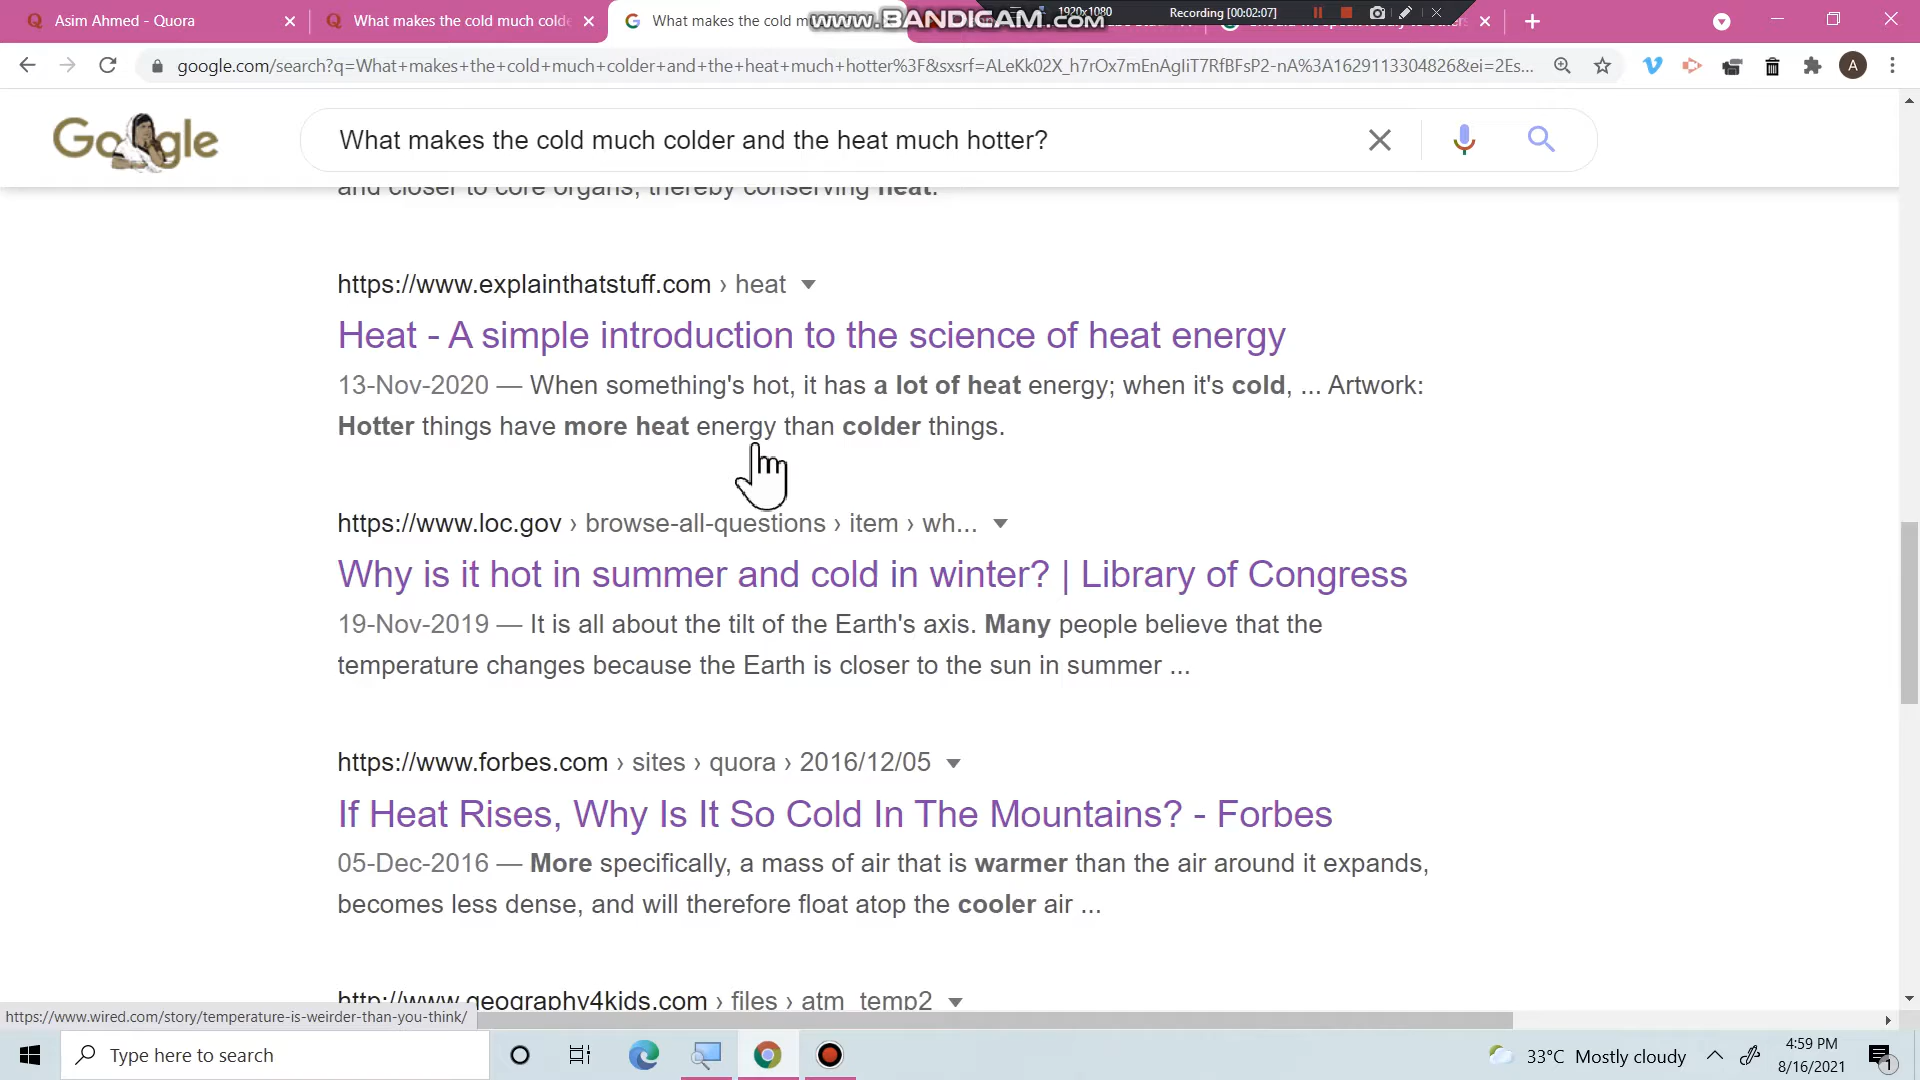 Asim Ahmed - Quora
What makes the cold much colde
What makes the cold m
www.BANDICAM.com
1920x1080
Recording [00:02:07]
google.com/search?q=What+makes+the+cold+much+colder+and+the+heat+much+hotter%3F&sxsrf=ALeKk02X_h7rOx7mEnAgIiT7RfBFsP2-nA%3A1629113304826&ei=2Es...
A
Google
What makes the cold much colder and the heat much hotter?
and closer to core organs, thereby conserving heat.
https://www.explainthatstuff.com › heat
Heat - A simple introduction to the science of heat energy
13-Nov-2020 — When something's hot, it has a lot of heat energy; when it's cold, ... Artwork:
Hotter things have more heat energy than colder things.
https://www.loc.gov › browse-all-questions › item › wh...
Why is it hot in summer and cold in winter? | Library of Congress
19-Nov-2019 — It is all about the tilt of the Earth's axis. Many people believe that the
temperature changes because the Earth is closer to the sun in summer ...
https://www.forbes.com › sites › quora › 2016/12/05
If Heat Rises, Why Is It So Cold In The Mountains? - Forbes
05-Dec-2016 — More specifically, a mass of air that is warmer than the air around it expands,
becomes less dense, and will therefore float atop the cooler air ...
http://www.geography4kids.com › files › atm_temp2
https://www.wired.com/story/temperature-is-weirder-than-you-think/
Type here to search
33°C Mostly cloudy
4:59 PM
8/16/2021
1